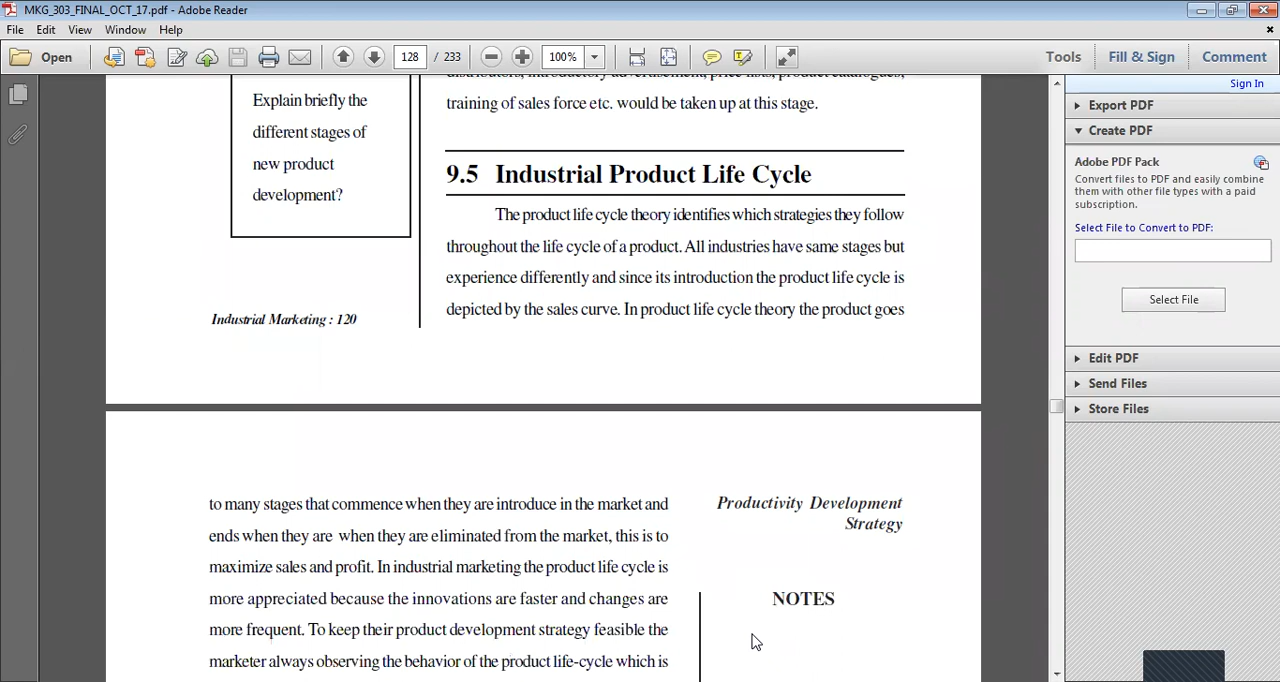 MKG_303_FINAL_OCT_17.pdf - Adobe Reader
File Edit View Window Help
Open 128 / 233 100% Tools Fill & Sign Comment
Sign In
Export PDF
Create PDF
Adobe PDF Pack
Convert files to PDF and easily combine
them with other file types with a paid
subscription.
Select File to Convert to PDF:
Select File
Edit PDF
Send Files
Store Files
Explain briefly the
different stages of
new product
development?
Industrial Marketing : 120
distributors, introductory advertisement, price lists, product catalogues,
training of sales force etc. would be taken up at this stage.
9.5 Industrial Product Life Cycle
The product life cycle theory identifies which strategies they follow
throughout the life cycle of a product. All industries have same stages but
experience differently and since its introduction the product life cycle is
depicted by the sales curve. In product life cycle theory the product goes
to many stages that commence when they are introduce in the market and
ends when they are when they are eliminated from the market, this is to
maximize sales and profit. In industrial marketing the product life cycle is
more appreciated because the innovations are faster and changes are
more frequent. To keep their product development strategy feasible the
marketer always observing the behavior of the product life-cycle which is
Productivity Development
Strategy
NOTES